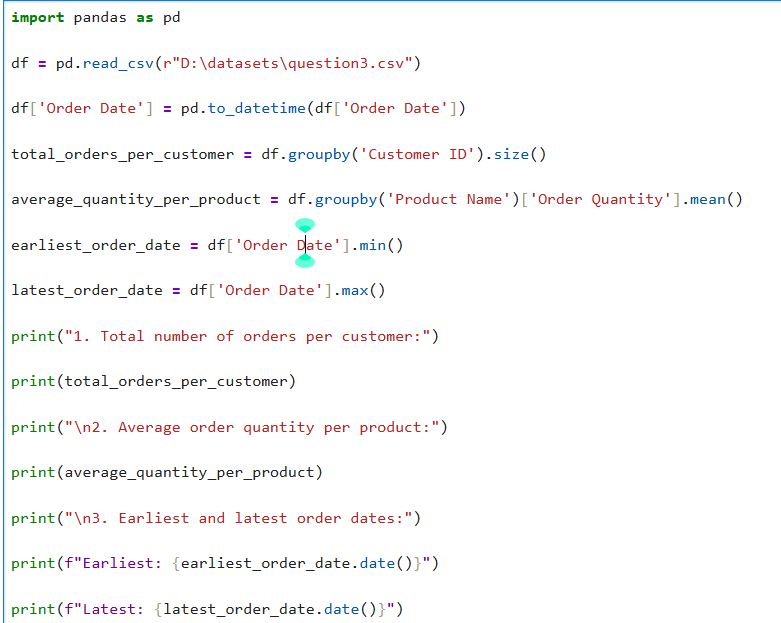 import pandas as pd
df = pd.read_csv(r"D:\datasets\question3.csv")
df['Order Date'] = pd.to_datetime(df['Order Date'])
total_orders_per_customer = df.groupby('Customer ID').size()
average_quantity_per_product = df.groupby('Product Name')['Order Quantity'].mean()
earliest_order_date = df['Order Date'].min()
latest_order_date = df['Order Date'].max()
print("1. Total number of orders per customer:")
print(total_orders_per_customer)
print("\n2. Average order quantity per product:")
print(average_quantity_per_product)
print("\n3. Earliest and latest order dates:")
print(f"Earliest: {earliest_order_date.date()}")
print(f"Latest: {latest_order_date.date()}")